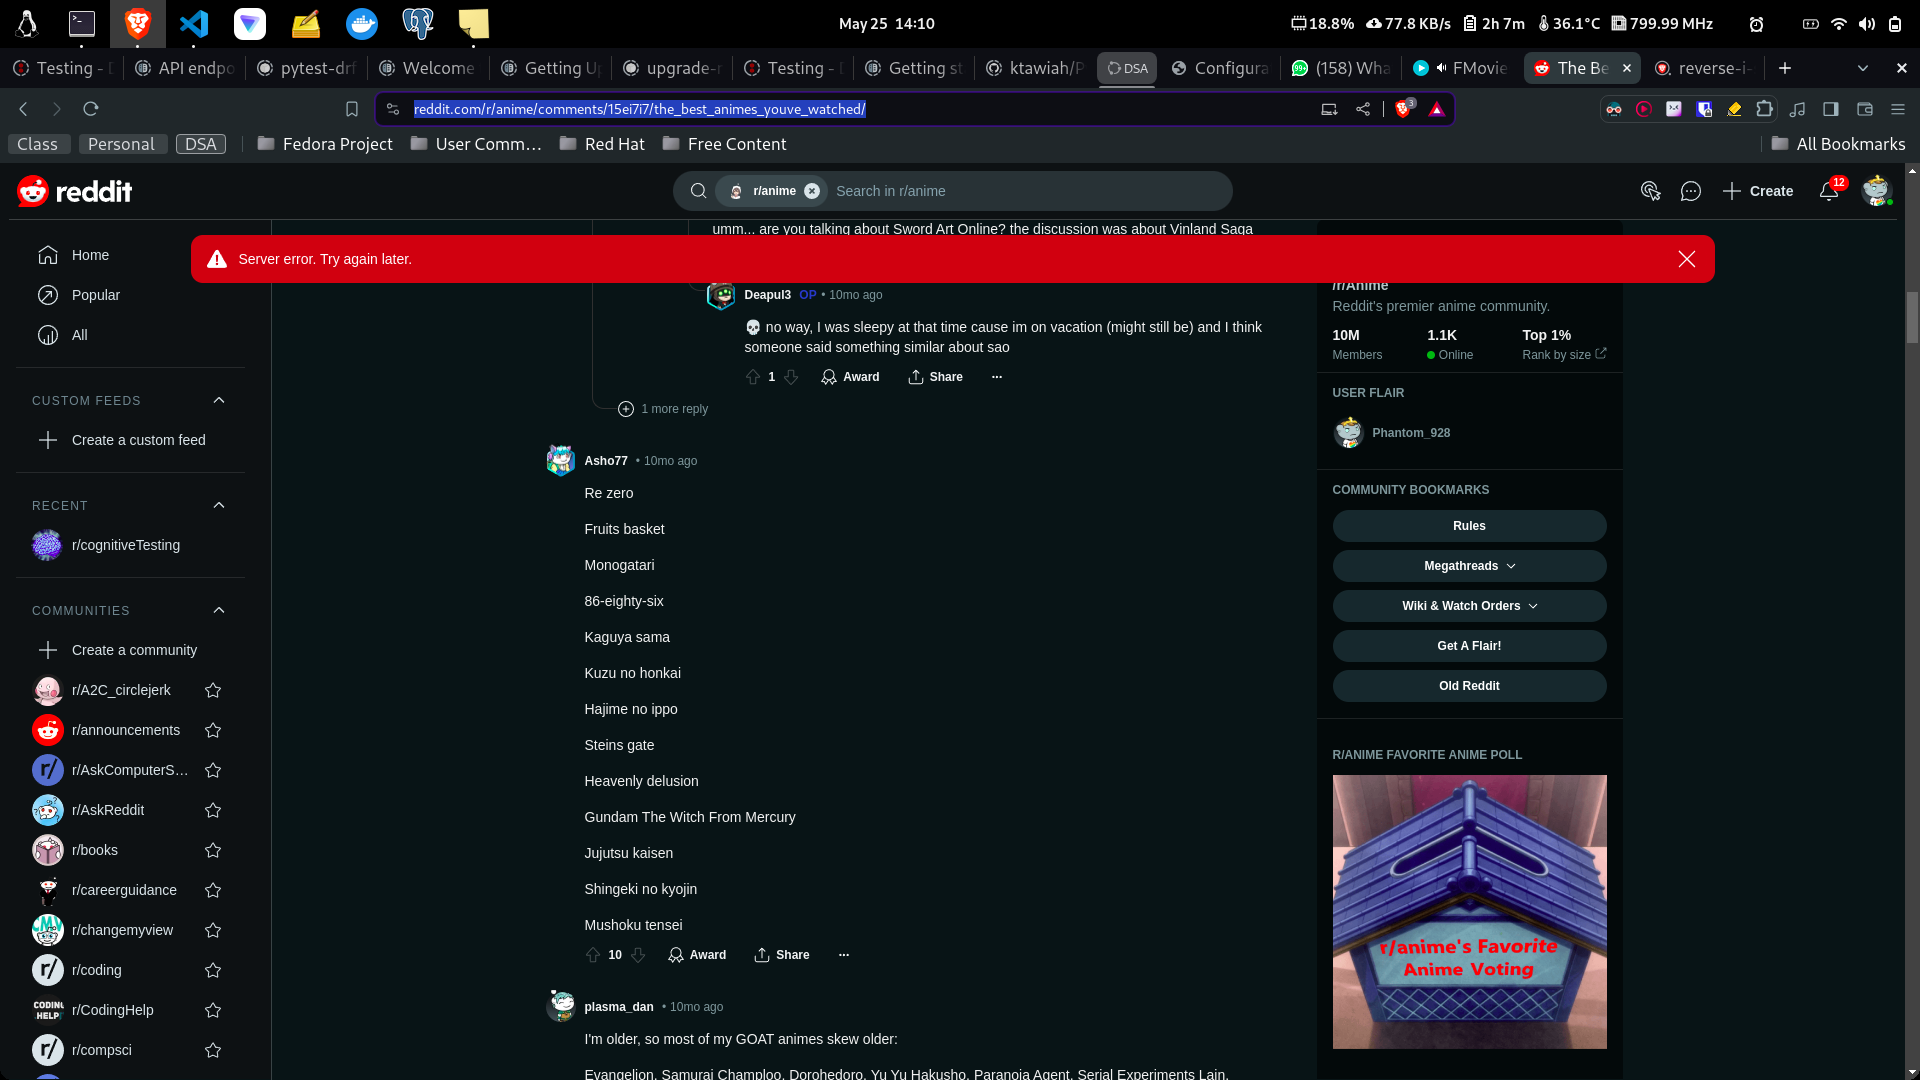 May 25 14:10
18.8% 77.8 KB/s 2h 7m 36.1°C 799.99 MHz
Testing - D API endpo pytest-drf Welcome Getting Up upgrade-r Testing - D Getting st ktawiah/P DSA Configura (158) Wha FMovie The Be reverse-i-
reddit.com/r/anime/comments/15ei7i7/the_best_animes_youve_watched/
3
Class Personal DSA Fedora Project User Comm... Red Hat Free Content All Bookmarks
reddit r/anime Search in r/anime Create 12
umm... are you talking about Sword Art Online? the discussion was about Vinland Saga
Server error. Try again later.
Home
Popular
All
CUSTOM FEEDS
Create a custom feed
RECENT
r/cognitiveTesting
COMMUNITIES
Create a community
r/A2C_circlejerk
r/announcements
r/AskComputerS...
r/AskReddit
r/books
r/careerguidance
r/changemyview
r/coding
r/CodingHelp
r/compsci
Deapul3 OP • 10mo ago
💀 no way, I was sleepy at that time cause im on vacation (might still be) and I think
someone said something similar about sao
1 Award Share ...
1 more reply
Asho77 • 10mo ago
Re zero
Fruits basket
Monogatari
86-eighty-six
Kaguya sama
Kuzu no honkai
Hajime no ippo
Steins gate
Heavenly delusion
Gundam The Witch From Mercury
Jujutsu kaisen
Shingeki no kyojin
Mushoku tensei
10 Award Share ...
plasma_dan • 10mo ago
I'm older, so most of my GOAT animes skew older:
Evangelion, Samurai Champloo, Dorohedoro, Yu Yu Hakusho, Paranoia Agent, Serial Experiments Lain,
/r/Anime
Reddit's premier anime community.
10M 1.1K Top 1%
Members Online Rank by size
USER FLAIR
Phantom_928
COMMUNITY BOOKMARKS
Rules
Megathreads
Wiki & Watch Orders
Get A Flair!
Old Reddit
R/ANIME FAVORITE ANIME POLL
r/anime's Favorite
Anime Voting